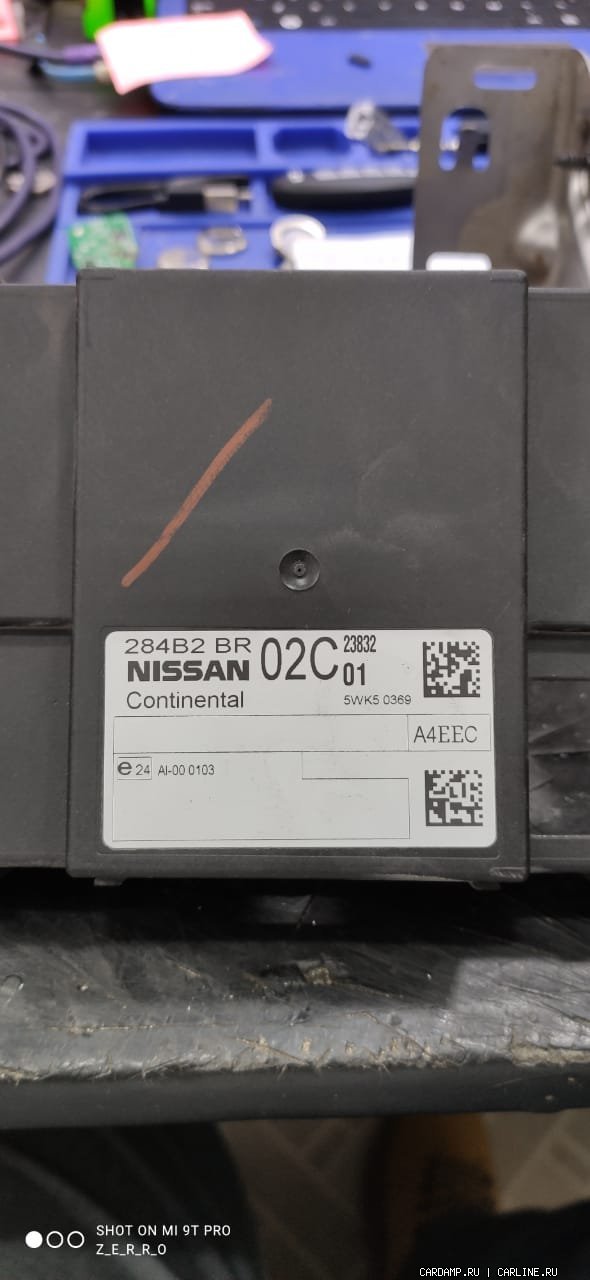 284B2 BR 02C 23832
NISSAN 01
Continental 5WK5 0369
A4EEC
e 24 AI-00 0103
SHOT ON MI 9T PRO
Z_E_R_R_O
CARDAMP.RU | CARLINE.RU